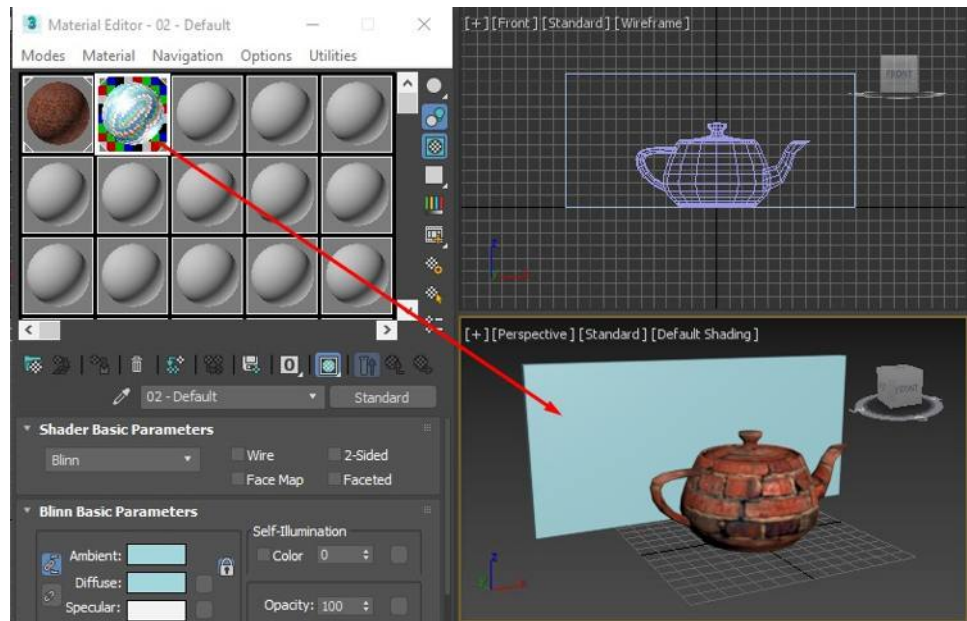 3 Material Editor - 02 - Default
Modes Material Navigation Options Utilities
02 - Default
Standard
Shader Basic Parameters
Blinn
Wire
2-Sided
Face Map
Faceted
Blinn Basic Parameters
Self-Illumination
Ambient:
Color 0
Diffuse:
Specular:
Opacity: 100
[+] [Front ] [Standard ] [Wireframe ]
FRONT
z
[+] [Perspective ] [Standard ] [Default Shading ]
FRONT
z